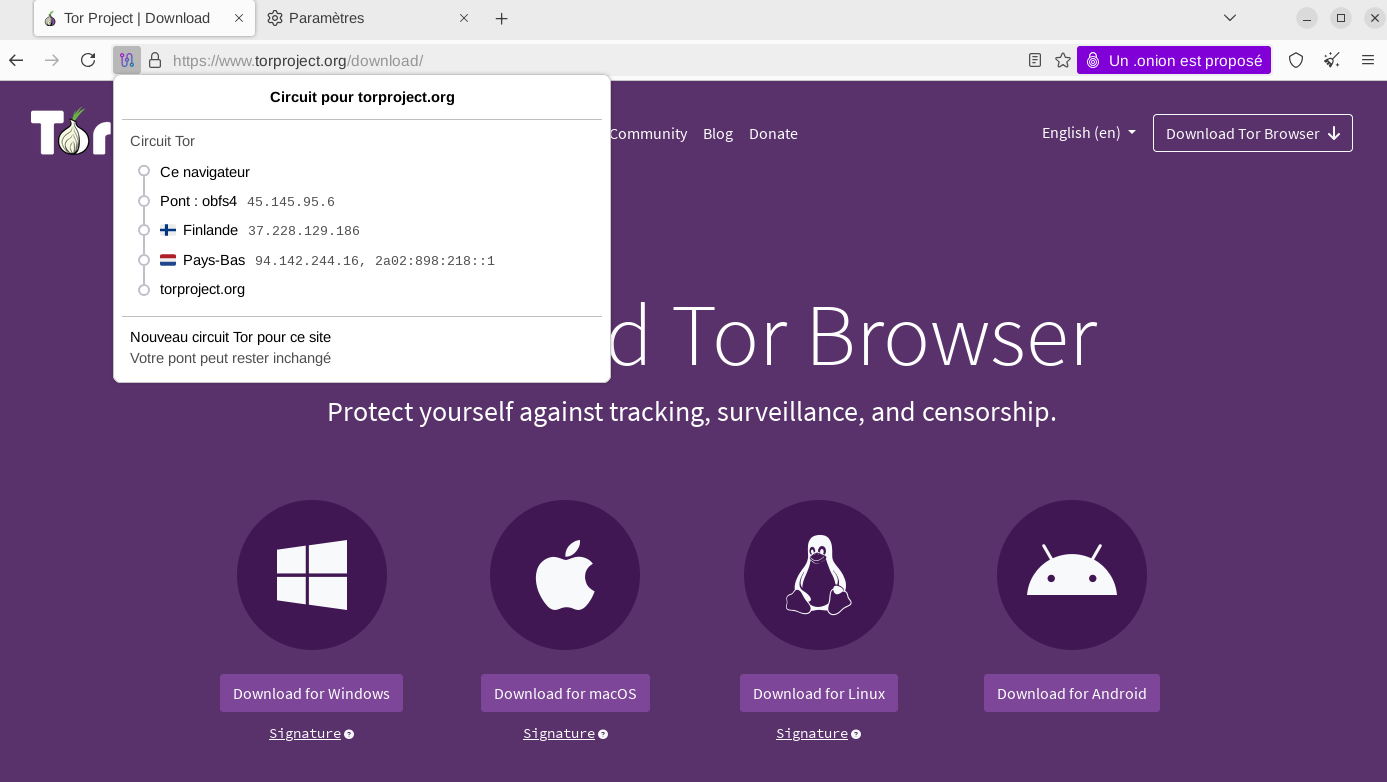 Tor Project | Download
Paramètres
https://www.torproject.org/download/
Un .onion est proposé
Circuit pour torproject.org
Circuit Tor
Ce navigateur
Pont : obfs4 45.145.95.6
Finlande 37.228.129.186
Pays-Bas 94.142.244.16, 2a02:898:218::1
torproject.org
Nouveau circuit Tor pour ce site
Votre pont peut rester inchangé
Tor
Community Blog Donate
English (en)
Download Tor Browser
d Tor Browser
Protect yourself against tracking, surveillance, and censorship.
Download for Windows
Download for macOS
Download for Linux
Download for Android
Signature
Signature
Signature